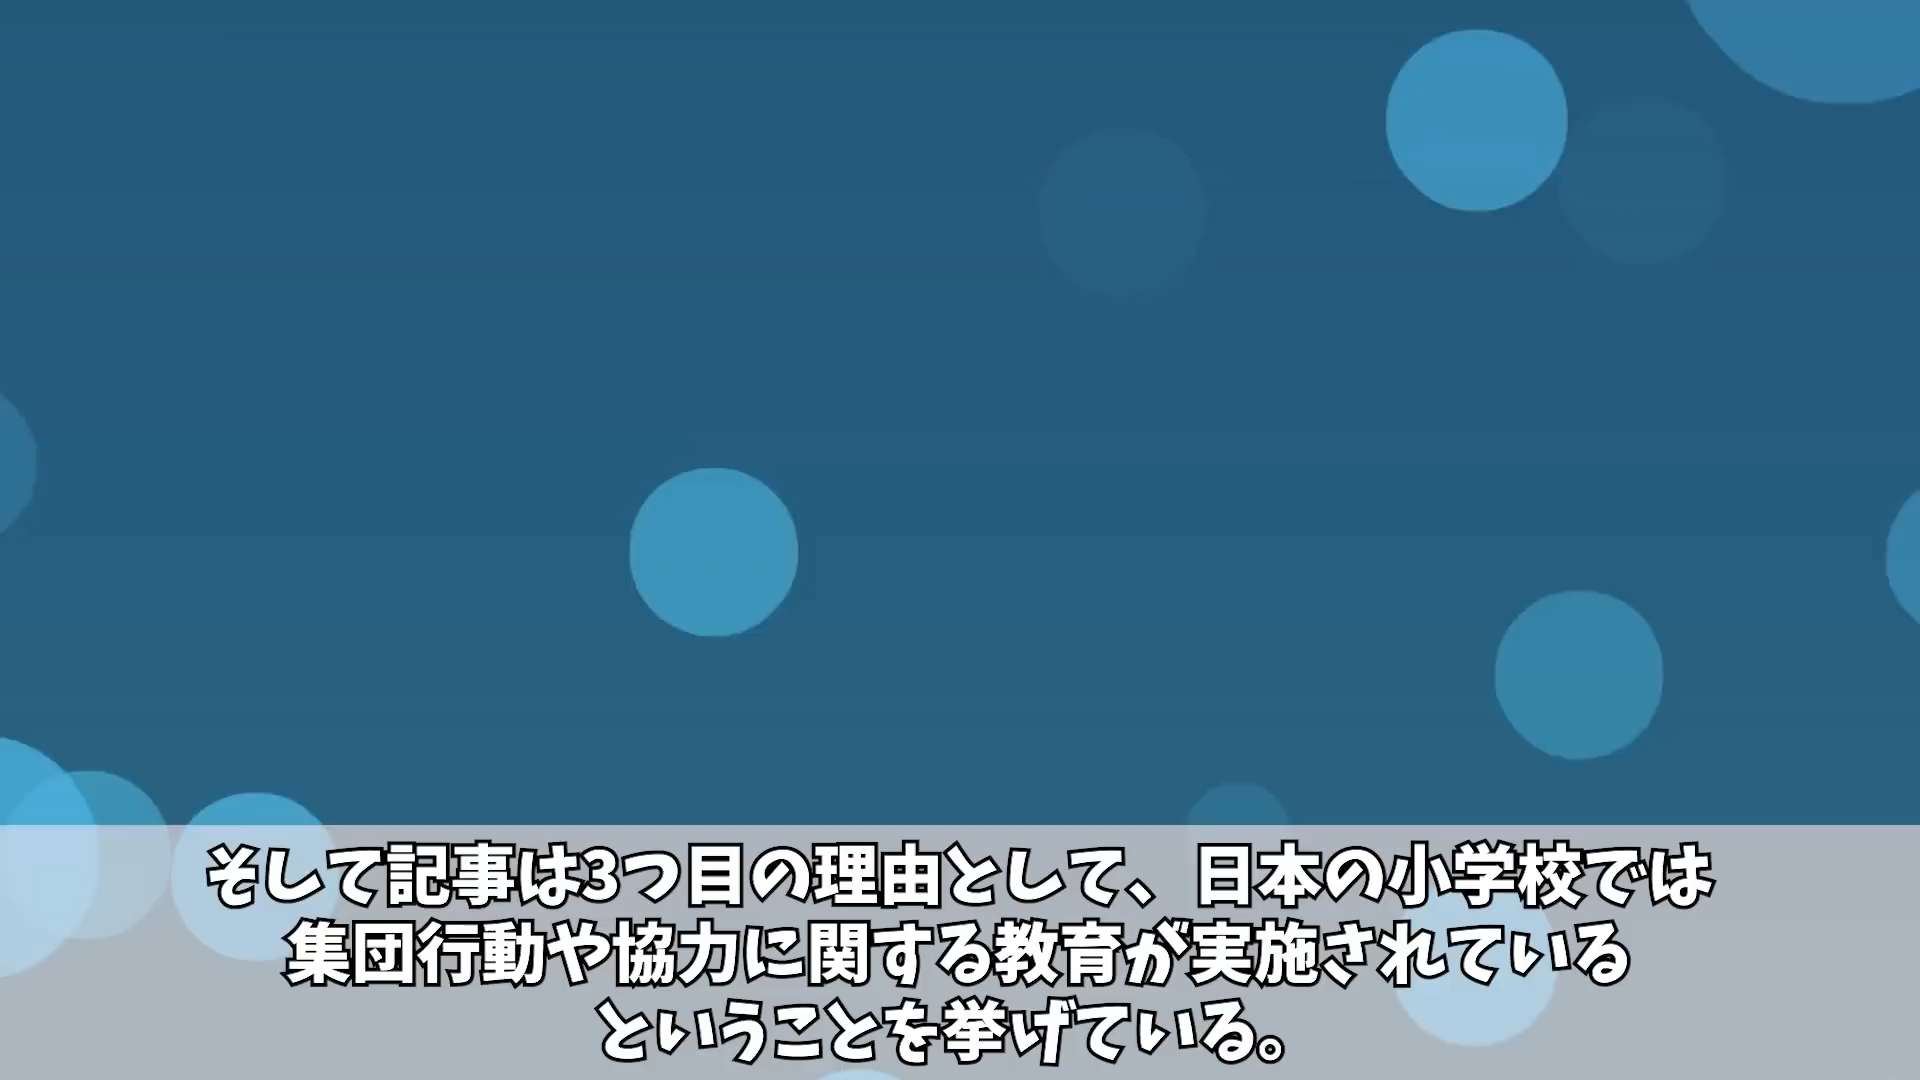 そして記事は3つ目の理由として、日本の小学校では
集団行動や協力に関する教育が実施されている
ということを挙げている。